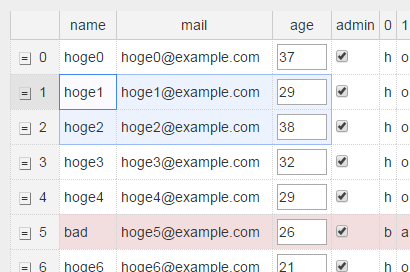 name mail age admin 0 1
= 0 hoge0 hoge0@example.com 37 h o
= 1 hoge1 hoge1@example.com 29 h o
= 2 hoge2 hoge2@example.com 38 h o
= 3 hoge3 hoge3@example.com 32 h o
= 4 hoge4 hoge4@example.com 29 h o
= 5 bad hoge5@example.com 26 b a
= 6 hoge6 hoge6@example.com 21 h o